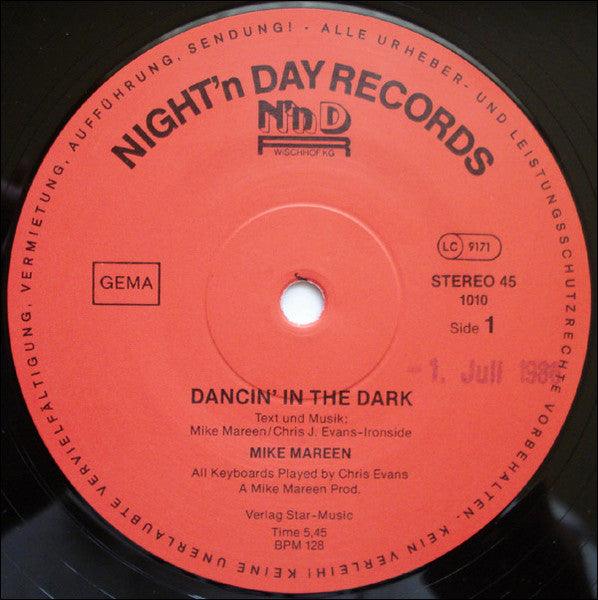 ALLE URHEBER- UND LEISTUNGSSCHUTZRECHTE VORBEHALTEN. KEIN VERLEIH! KEINE UNERLAUBTE VERVIELFÄLTIGUNG, VERMIETUNG, AUFFÜHRUNG, SENDUNG! -
NIGHT'n DAY RECORDS
N'n D
R
WISCHHOF KG
LC 9171
GEMA
STEREO 45
1010
Side 1
- 1. Juli
DANCIN' IN THE DARK
Text und Musik:
Mike Mareen/Chris J. Evans-Ironside
MIKE MAREEN
All Keyboards Played by Chris Evans
A Mike Mareen Prod.
Verlag Star-Music
Time 5,45
BPM 128